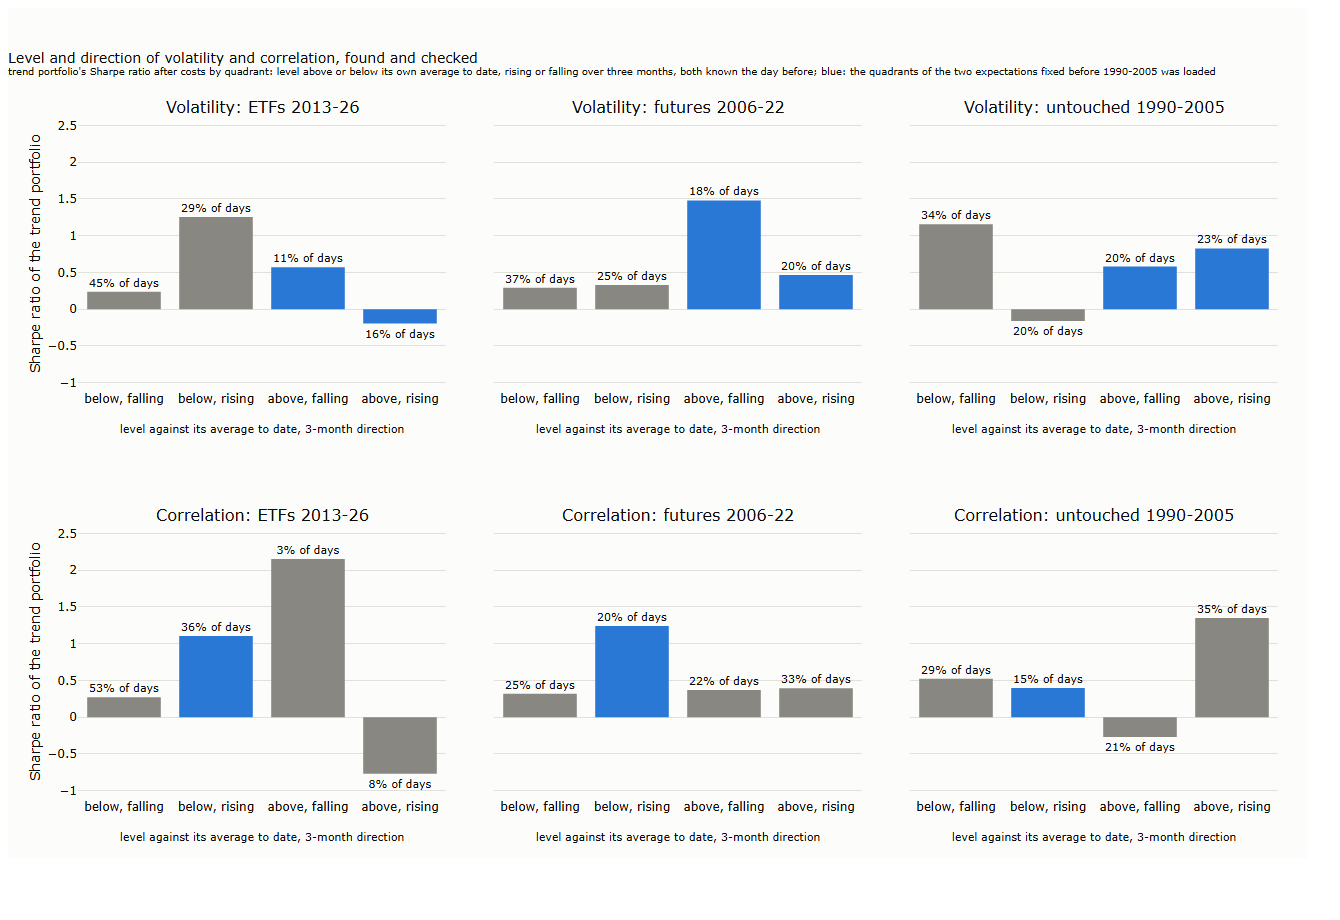 Level and direction of volatility and correlation, found and checked
trend portfolio's Sharpe ratio after costs by quadrant: level above or below its own average to date, rising or falling over three months, both known the day before; blue: the quadrants of the two expectations fixed before 1990-2005 was loaded
Volatility: ETFs 2013-26
Sharpe ratio of the trend portfolio
2.5
2
1.5
1
0.5
0
−0.5
−1
45% of days
29% of days
11% of days
16% of days
below, falling
below, rising
above, falling
above, rising
level against its average to date, 3-month direction
Volatility: futures 2006-22
37% of days
25% of days
18% of days
20% of days
below, falling
below, rising
above, falling
above, rising
level against its average to date, 3-month direction
Volatility: untouched 1990-2005
34% of days
20% of days
20% of days
23% of days
below, falling
below, rising
above, falling
above, rising
level against its average to date, 3-month direction
Correlation: ETFs 2013-26
Sharpe ratio of the trend portfolio
2.5
2
1.5
1
0.5
0
−0.5
−1
53% of days
36% of days
3% of days
8% of days
below, falling
below, rising
above, falling
above, rising
level against its average to date, 3-month direction
Correlation: futures 2006-22
25% of days
20% of days
22% of days
33% of days
below, falling
below, rising
above, falling
above, rising
level against its average to date, 3-month direction
Correlation: untouched 1990-2005
29% of days
15% of days
21% of days
35% of days
below, falling
below, rising
above, falling
above, rising
level against its average to date, 3-month direction